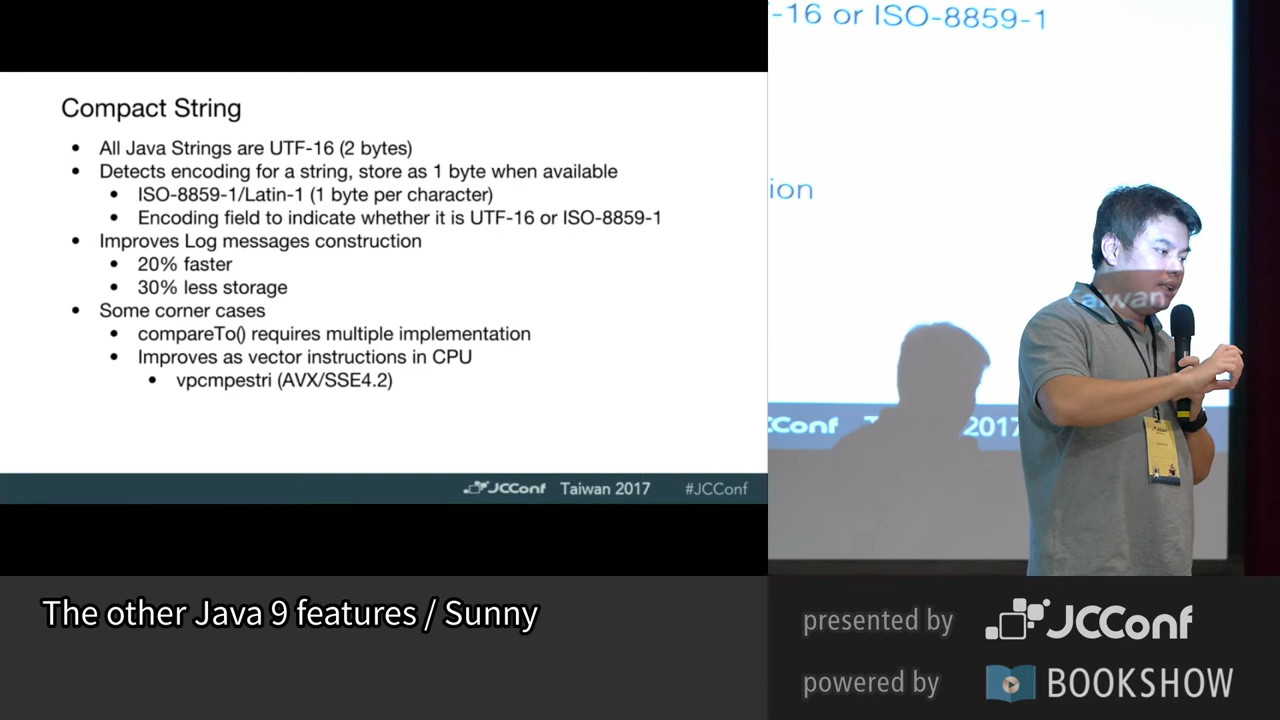 Compact String
• All Java Strings are UTF-16 (2 bytes)
• Detects encoding for a string, store as 1 byte when available
• ISO-8859-1/Latin-1 (1 byte per character)
• Encoding field to indicate whether it is UTF-16 or ISO-8859-1
• Improves Log messages construction
• 20% faster
• 30% less storage
• Some corner cases
• compareTo() requires multiple implementation
• Improves as vector instructions in CPU
• vpcmpestri (AVX/SSE4.2)
JCConf Taiwan 2017 #JCConf
-16 or ISO-8859-1
ion
Taiwan
CConf 2017
The other Java 9 features / Sunny
presented by JCConf
powered by BOOKSHOW